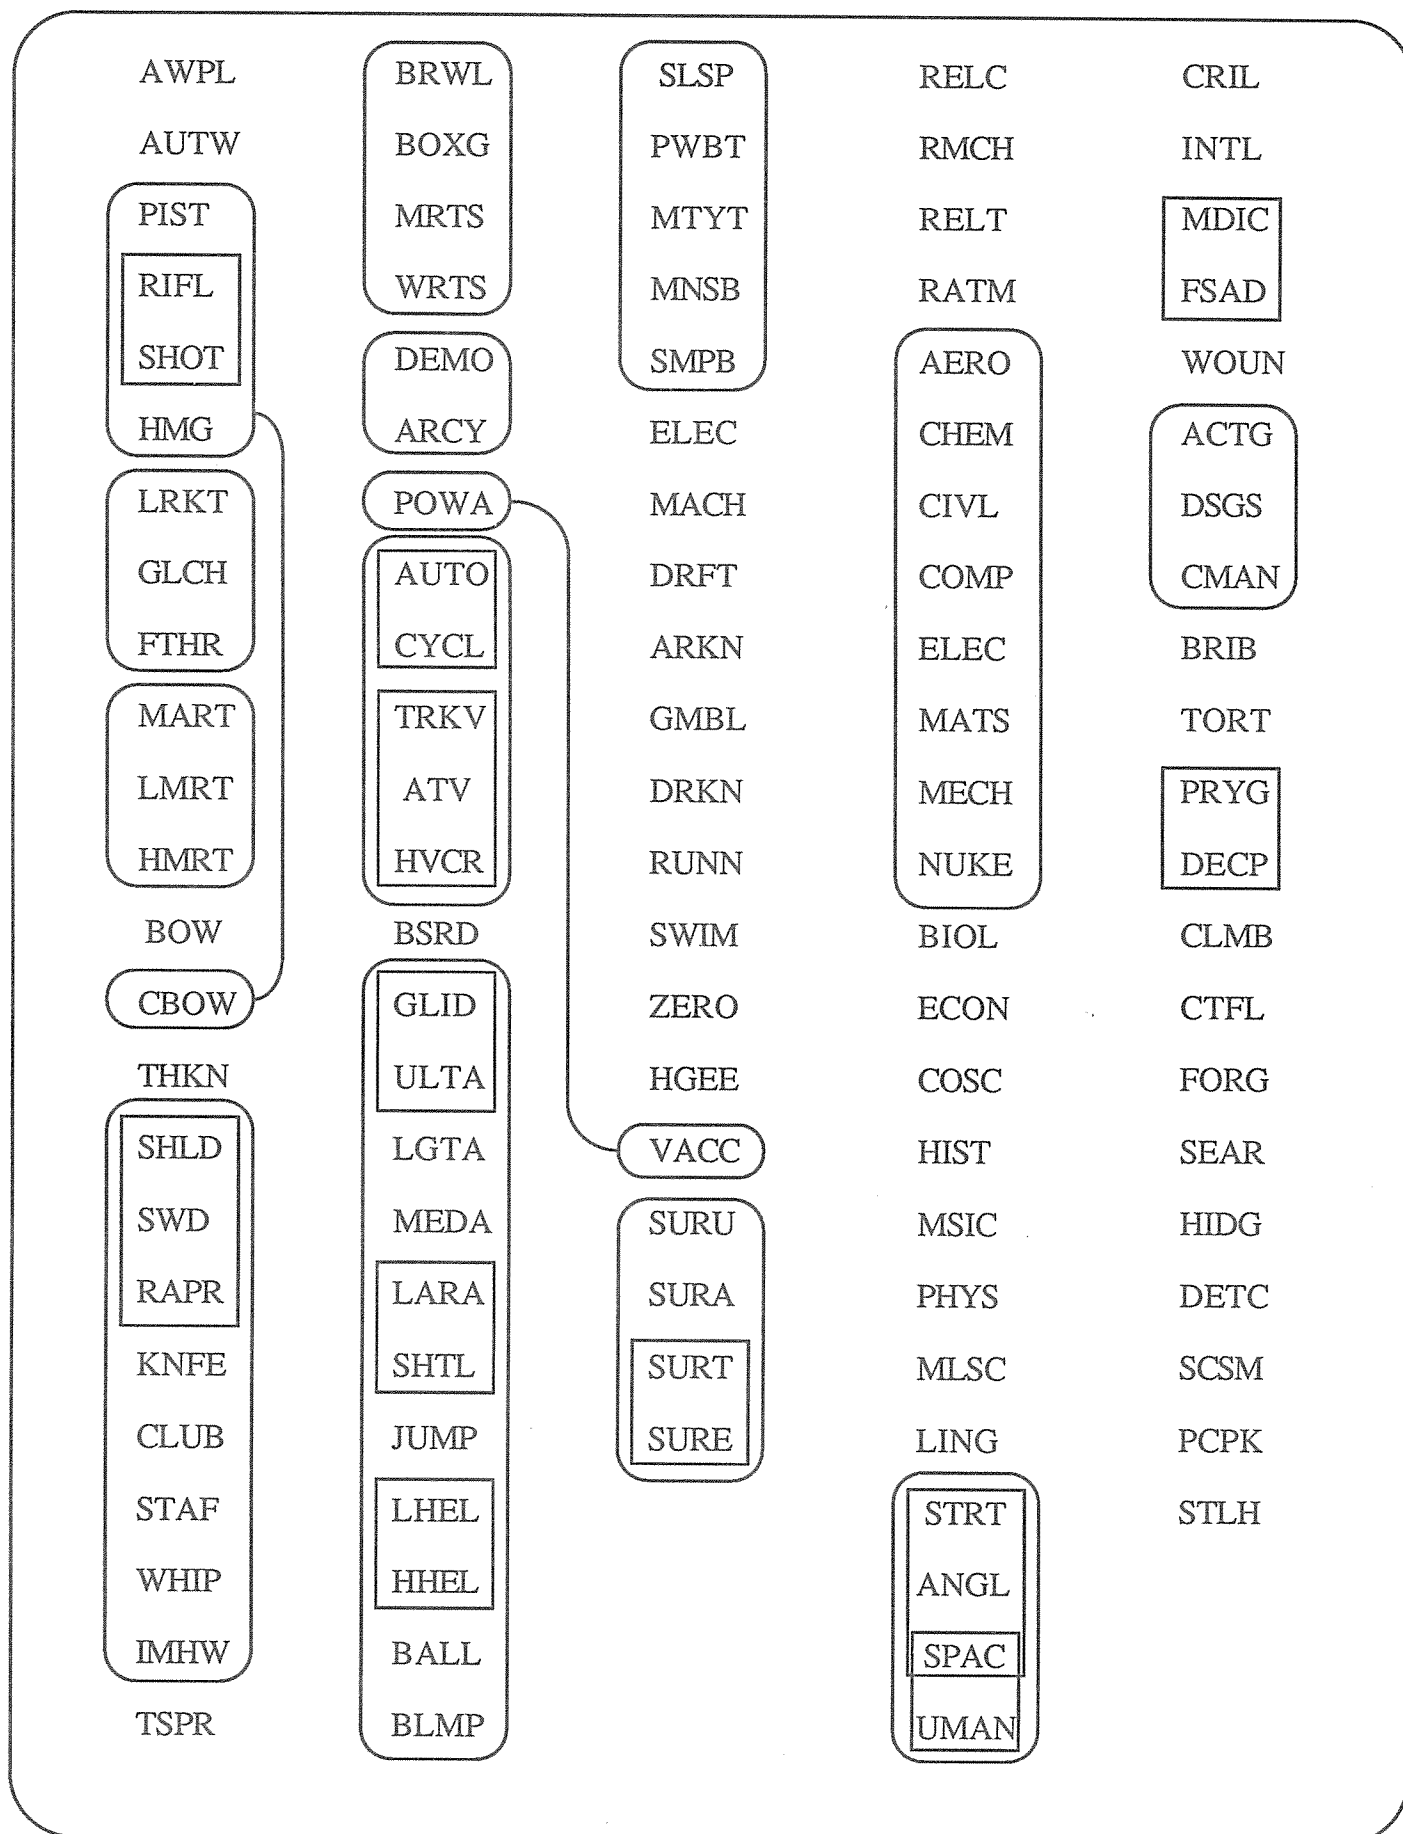 AWPL
AUTW
PIST
RIFL
SHOT
HMG
LRKT
GLCH
FTHR
MART
LMRT
HMRT
BOW
CBOW
THKN
SHLD
SWD
RAPR
KNFE
CLUB
STAF
WHIP
IMHW
TSPR
BRWL
BOXG
MRTS
WRTS
DEMO
ARCY
POWA
AUTO
CYCL
TRKV
ATV
HVCR
BSRD
GLID
ULTA
LGTA
MEDA
LARA
SHTL
JUMP
LHEL
HHEL
BALL
BLMP
SLSP
PWBT
MTYT
MNSB
SMPB
ELEC
MACH
DRFT
ARKN
GMBL
DRKN
RUNN
SWIM
ZERO
HGEE
VACC
SURU
SURA
SURT
SURE
RELC
RMCH
RELT
RATM
AERO
CHEM
CIVL
COMP
ELEC
MATS
MECH
NUKE
BIOL
ECON
COSC
HIST
MSIC
PHYS
MLSC
LING
STRT
ANGL
SPAC
UMAN
CRIL
INTL
MDIC
FSAD
WOUN
ACTG
DSGS
CMAN
BRIB
TORT
PRYG
DECP
CLMB
CTFL
FORG
SEAR
HIDG
DETC
SCSM
PCPK
STLH